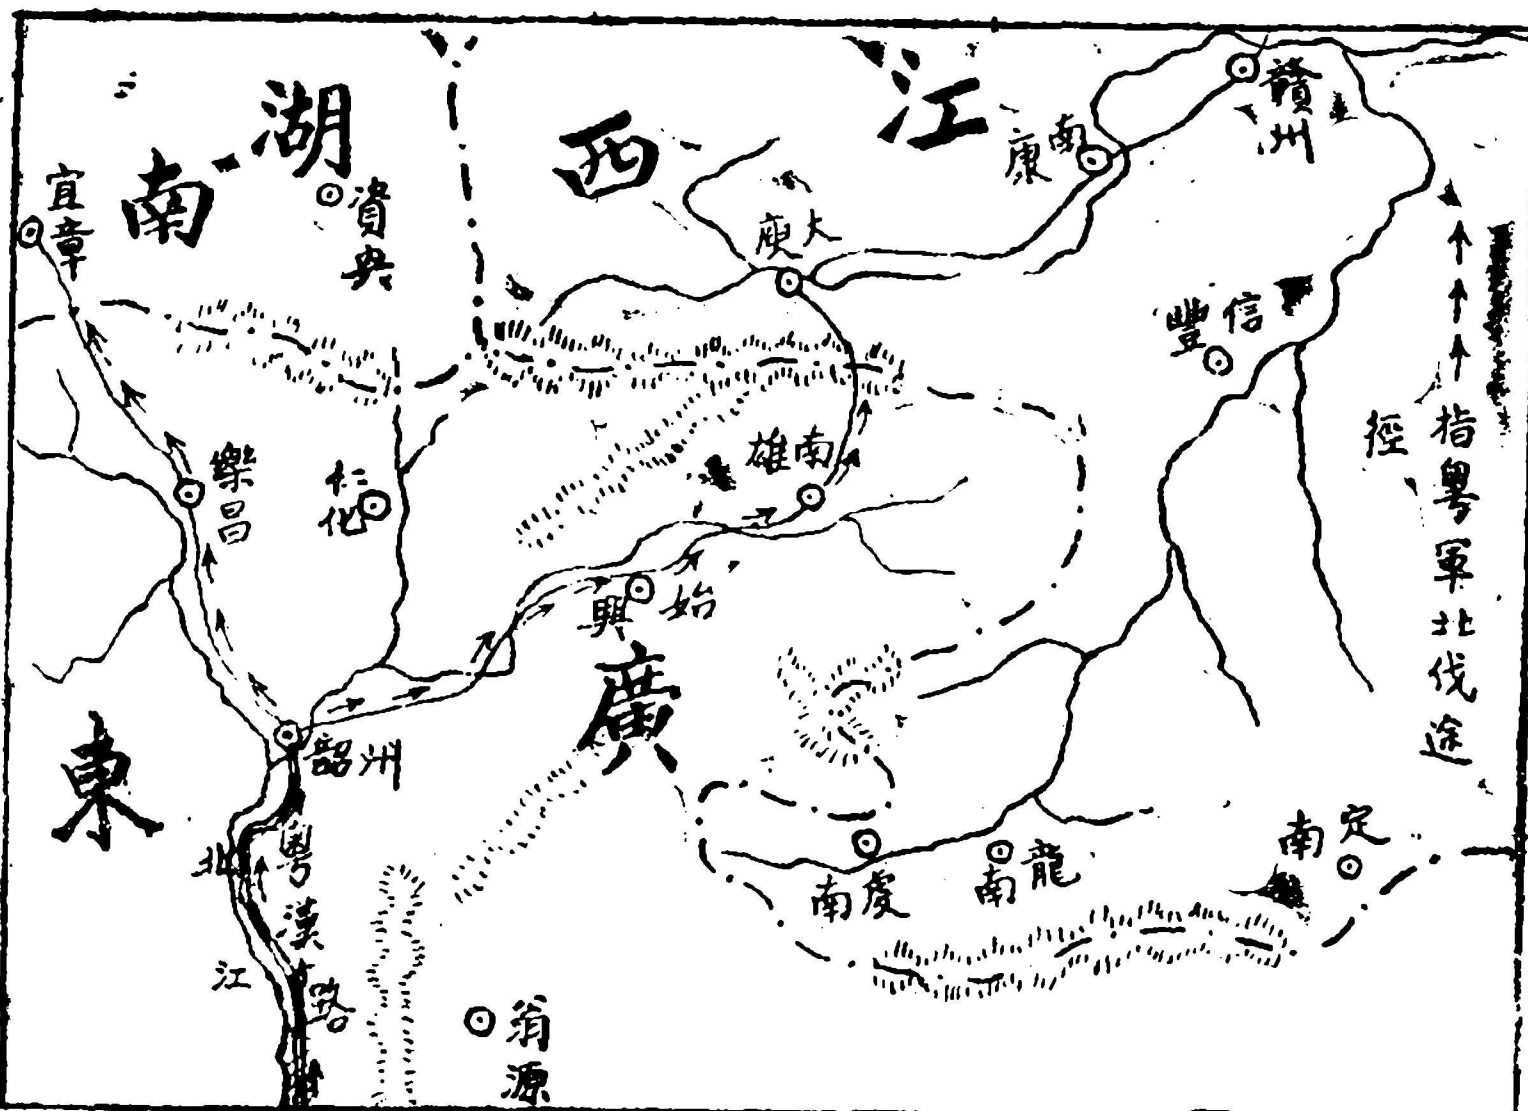 江西
湖南
廣東
贛州
南康
大庾
信豐
宜章
資興
樂昌
仁化
南雄
始興
韶州
粵漢路
北江
翁源
虔南
龍南
定南
指粵軍北伐途
徑